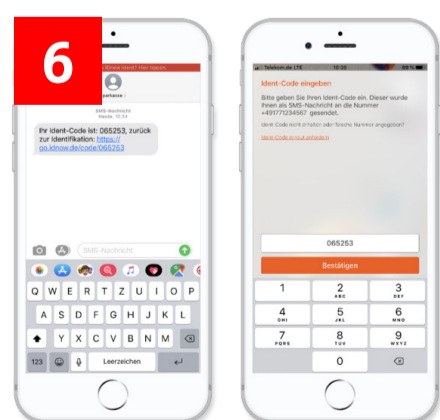 6
SMS-Nachricht
Heute, 10:34
Ihr Ident-Code ist: 065253, zurück
zur Identifikation: https://
go.idnow.de/code/065253
SMS-Nachricht
Q W E R T Z U I O P
A S D F G H J K L
Y X C V B N M
123 Leerzeichen
Telekom.de LTE
Ident-Code eingeben
Bitte geben Sie Ihren Ident-Code ein. Dieser wurde
Ihnen als SMS-Nachricht an die Nummer
+491771234567 gesendet.
Ident-Code nicht erhalten oder falsche Nummer angegeben?
Ident-Code erneut anfordern
065253
Bestätigen
1 2 3
ABC DEF
4 5 6
GHI JKL MNO
7 8 9
PQRS TUV WXYZ
0